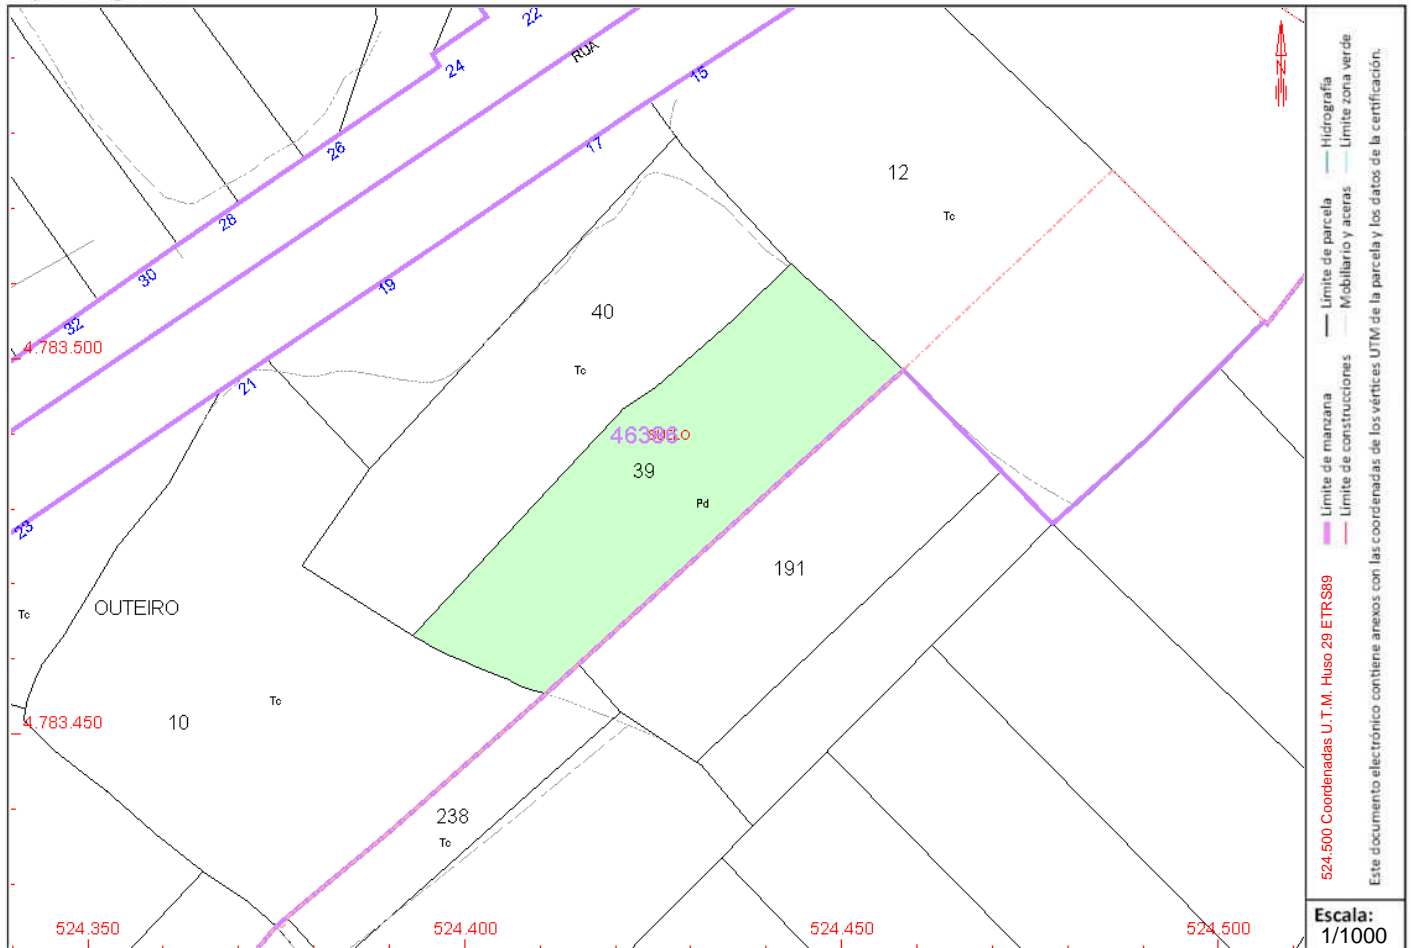 22
24
RUA
15
26
17
12
Tc
28
30
19
32
40
4.783.500
21
Tc
SUELO
39
Pd
23
191
OUTEIRO
Tc
Tc
10
4.783.450
238
Tc
524.350
524.400
524.450
524.500
N
Límite de manzana
Límite de parcela
Hidrografía
Límite de construcciones
Mobiliario y aceras
Límite zona verde
524.500 Coordenadas U.T.M. Huso 29 ETRS89
Este documento electrónico contiene anexos con las coordenadas de los vértices UTM de la parcela y los datos de la certificación.
Escala:
1/1000